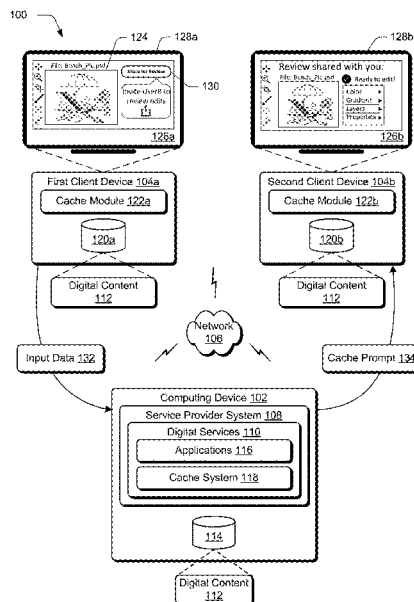 100
124
128a
128b
File: Beach_Pic.psd
Share for Review
130
Invite users to
review edits
126a
Review shared with you:
File: Beach_Pic.psd
Ready to edit!
Color
Gradient
Layers
Properties
126b
First Client Device 104a
Cache Module 122a
120a
Digital Content
112
Second Client Device 104b
Cache Module 122b
120b
Digital Content
112
Network
106
Input Data 132
Cache Prompt 134
Computing Device 102
Service Provider System 108
Digital Services 110
Applications 116
Cache System 118
114
Digital Content
112